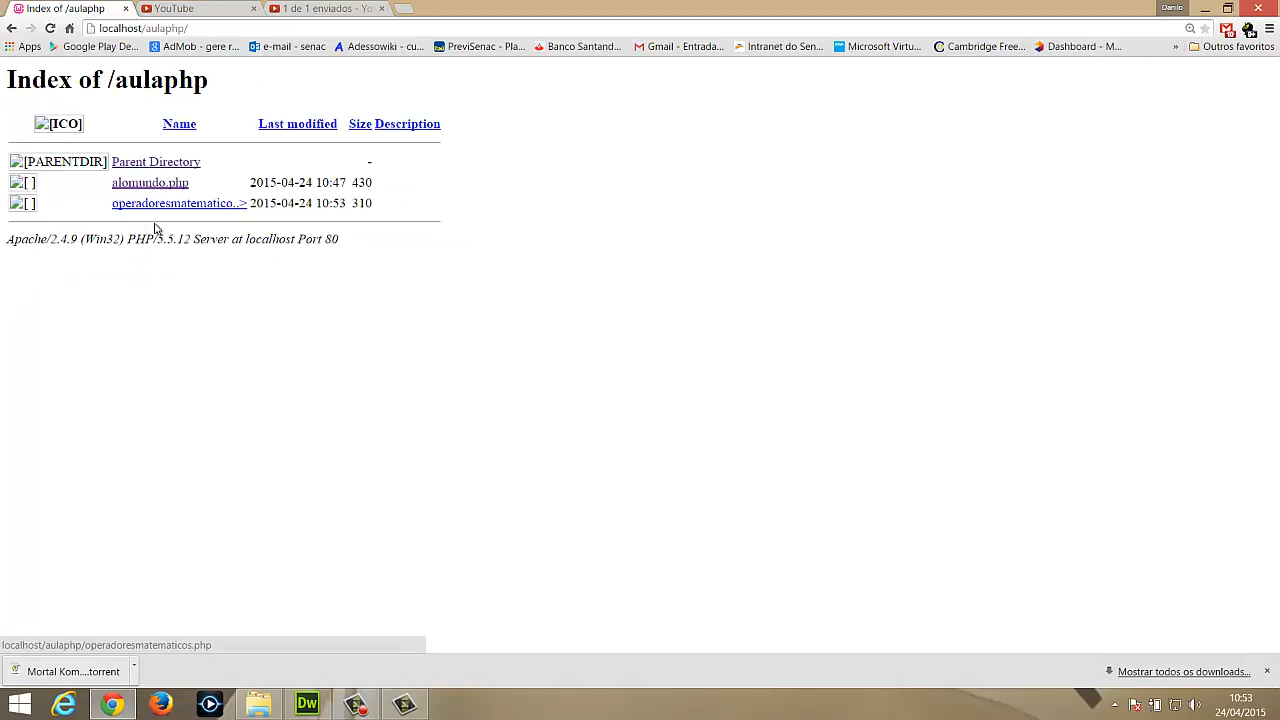 Index of /aulaphp
YouTube
1 de 1 enviados - Yo
Danilo
localhost/aulaphp/
Apps
Google Play De...
AdMob - gere r...
e-mail - senac
Adessowiki - cu...
PreviSenac - Pla...
Banco Santand...
Gmail - Entrada...
Intranet do Sen...
Microsoft Virtu...
Cambridge Free...
Dashboard - M...
»
Outros favoritos
Index of /aulaphp
[ICO] Name Last modified Size Description
[PARENTDIR] Parent Directory -
[ ] alomundo.php 2015-04-24 10:47 430
[ ] operadoresmatematico..> 2015-04-24 10:53 310
Apache/2.4.9 (Win32) PHP/5.5.12 Server at localhost Port 80
localhost/aulaphp/operadoresmatematicos.php
Mortal Kom....torrent
Mostrar todos os downloads...
Dw
10:53
24/04/2015